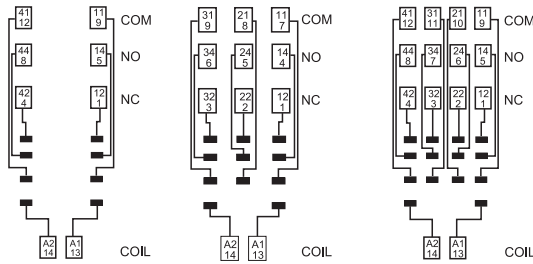 41 11 COM
12 9
44 14 NO
8 5
42 12 NC
4 1
A2 A1
14 13 COIL
31 21 11 COM
9 8 7
34 24 14 NO
6 5 4
32 22 12 NC
3 2 1
A2 A1
14 13 COIL
41 31 21 11 COM
12 11 10 9
44 34 24 14 NO
8 7 6 5
42 32 22 12 NC
4 3 2 1
A2 A1
14 13 COIL